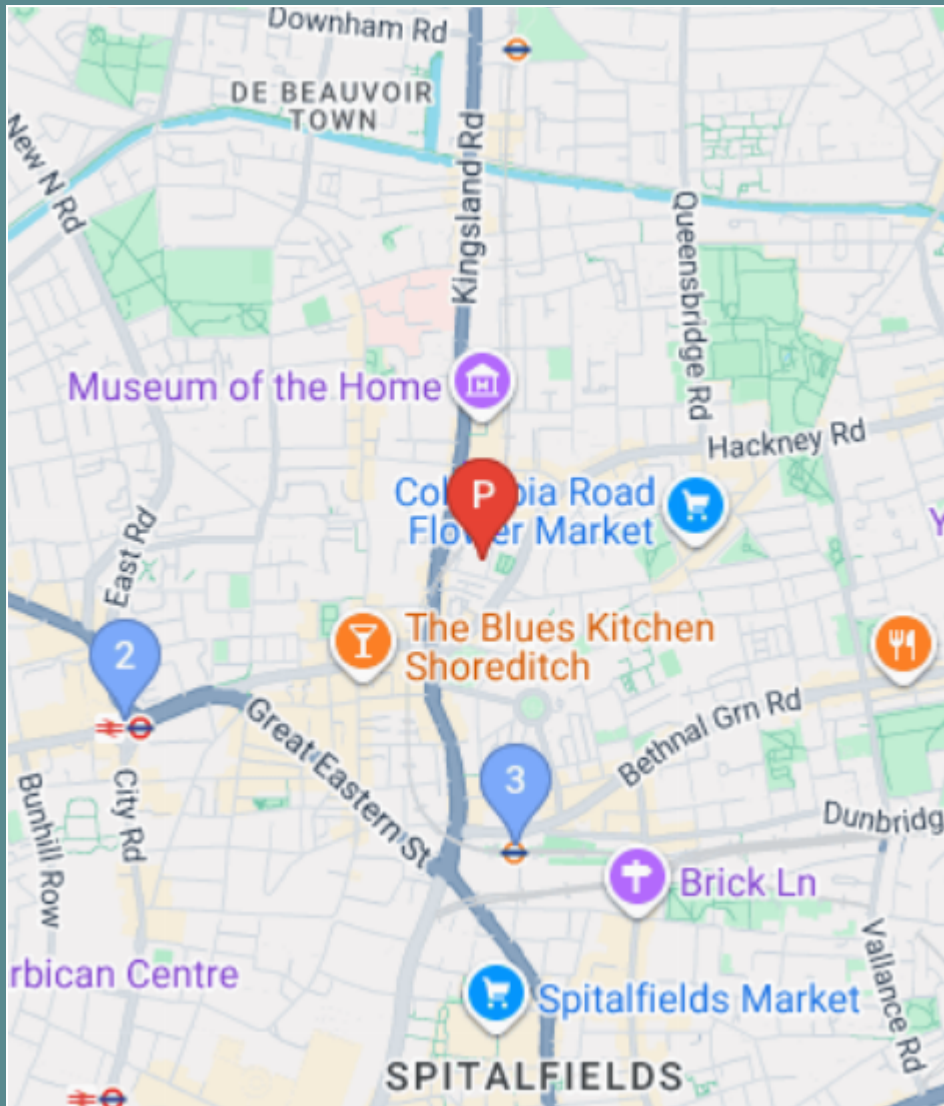 Downham Rd
DE BEAUVOIR
TOWN
New N Rd
Kingsland Rd
Queensbridge Rd
Museum of the Home
Hackney Rd
P
Road
Flower Market
East Rd
2
The Blues Kitchen
Shoreditch
Great Eastern St
Bethnal Grn Rd
3
City Rd
Bunhill Row
Dunbridg
Brick Ln
Vallance Rd
rbican Centre
Spitalfields Market
SPITALFIELDS